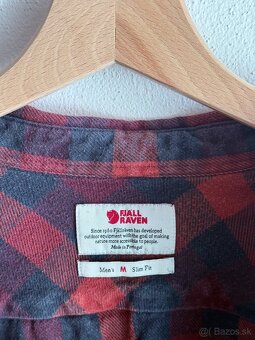 FJÄLL
RÄVEN
Since 1960 Fjällräven has developed
outdoor equipment with the goal of making
nature more accessible to people.
Made in Portugal
Men's M Slim Fit
Bazos.sk